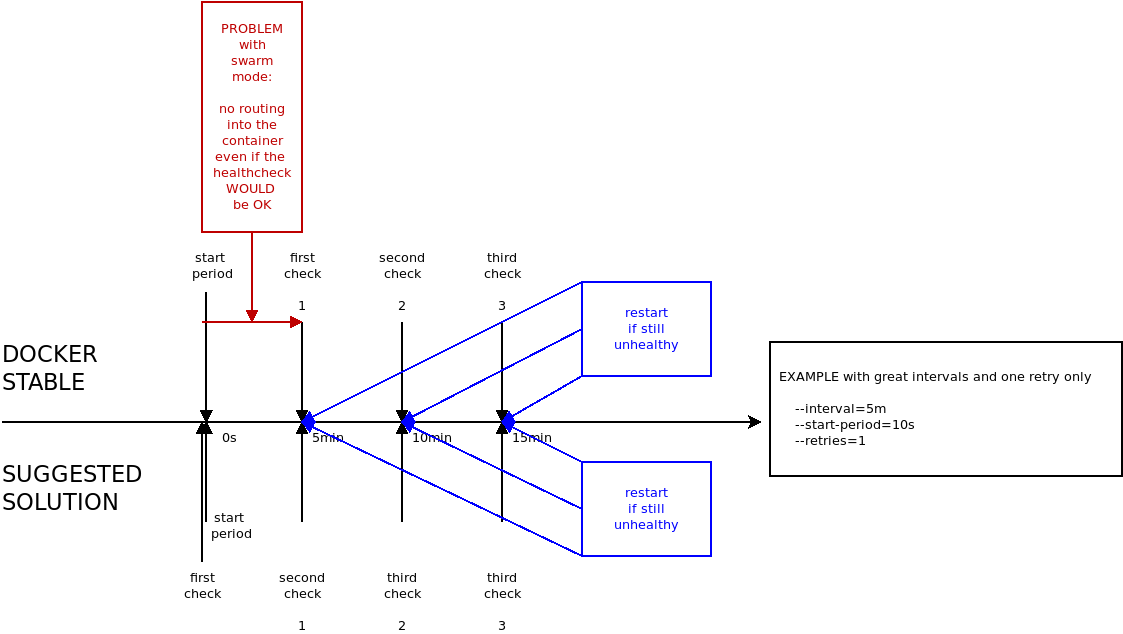 PROBLEM
with
swarm
mode:
no routing
into the
container
even if the
healthcheck
WOULD
be OK
start
period
first
check
1
second
check
2
third
check
3
restart
if still
unhealthy
DOCKER
STABLE
EXAMPLE with great intervals and one retry only
--interval=5m
--start-period=10s
--retries=1
0s
5min
10min
15min
SUGGESTED
SOLUTION
restart
if still
unhealthy
start
period
first
check
second
check
1
third
check
2
third
check
3